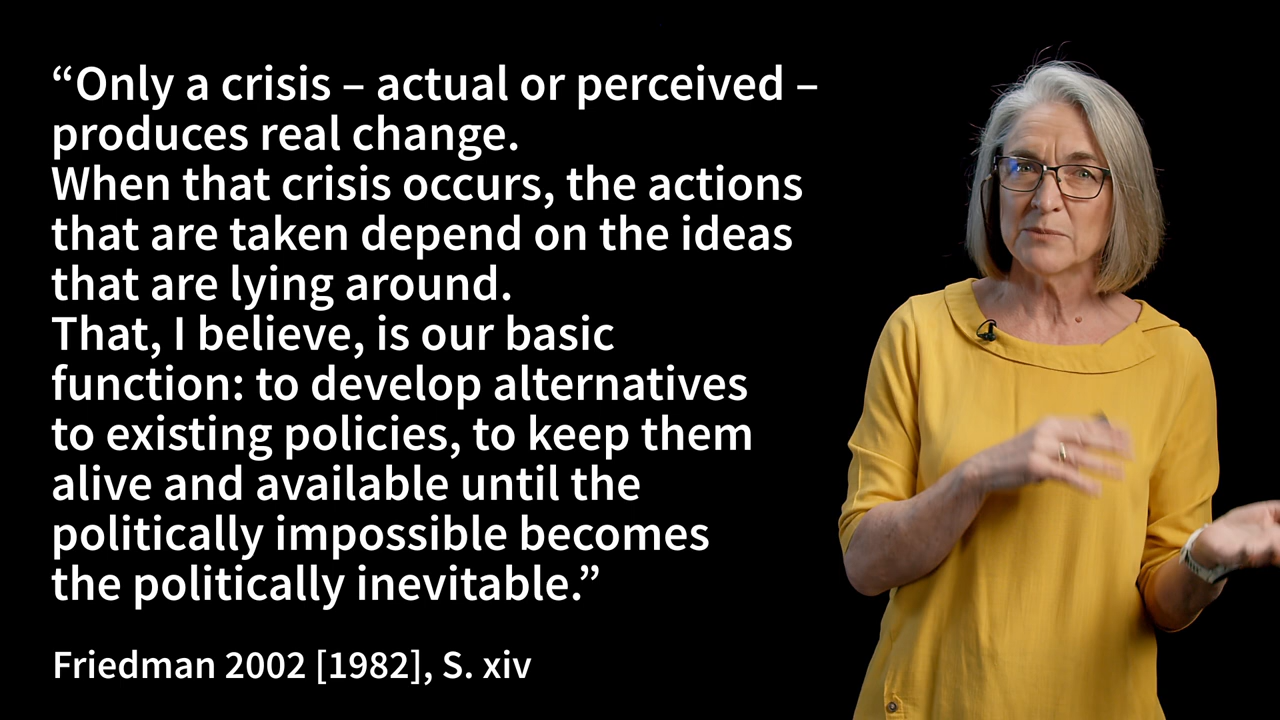 “Only a crisis – actual or perceived –
produces real change.
When that crisis occurs, the actions
that are taken depend on the ideas
that are lying around.
That, I believe, is our basic
function: to develop alternatives
to existing policies, to keep them
alive and available until the
politically impossible becomes
the politically inevitable.”
Friedman 2002 [1982], S. xiv